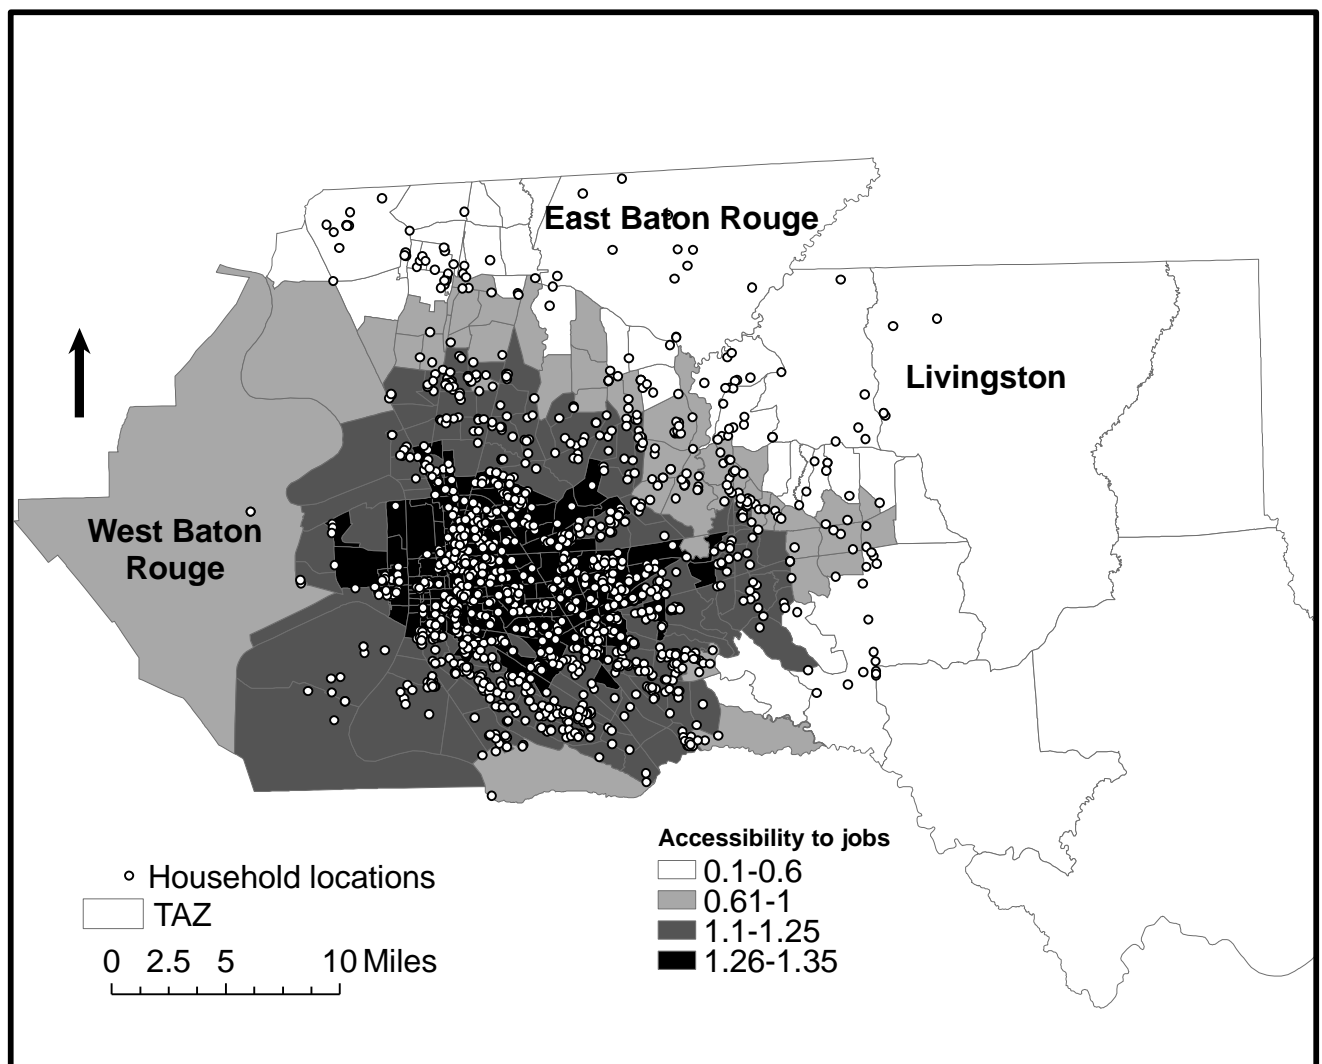 East Baton Rouge
Livingston
West Baton
Rouge
Accessibility to jobs
0.1-0.6
0.61-1
1.1-1.25
1.26-1.35
Household locations
TAZ
0 2.5 5 10 Miles